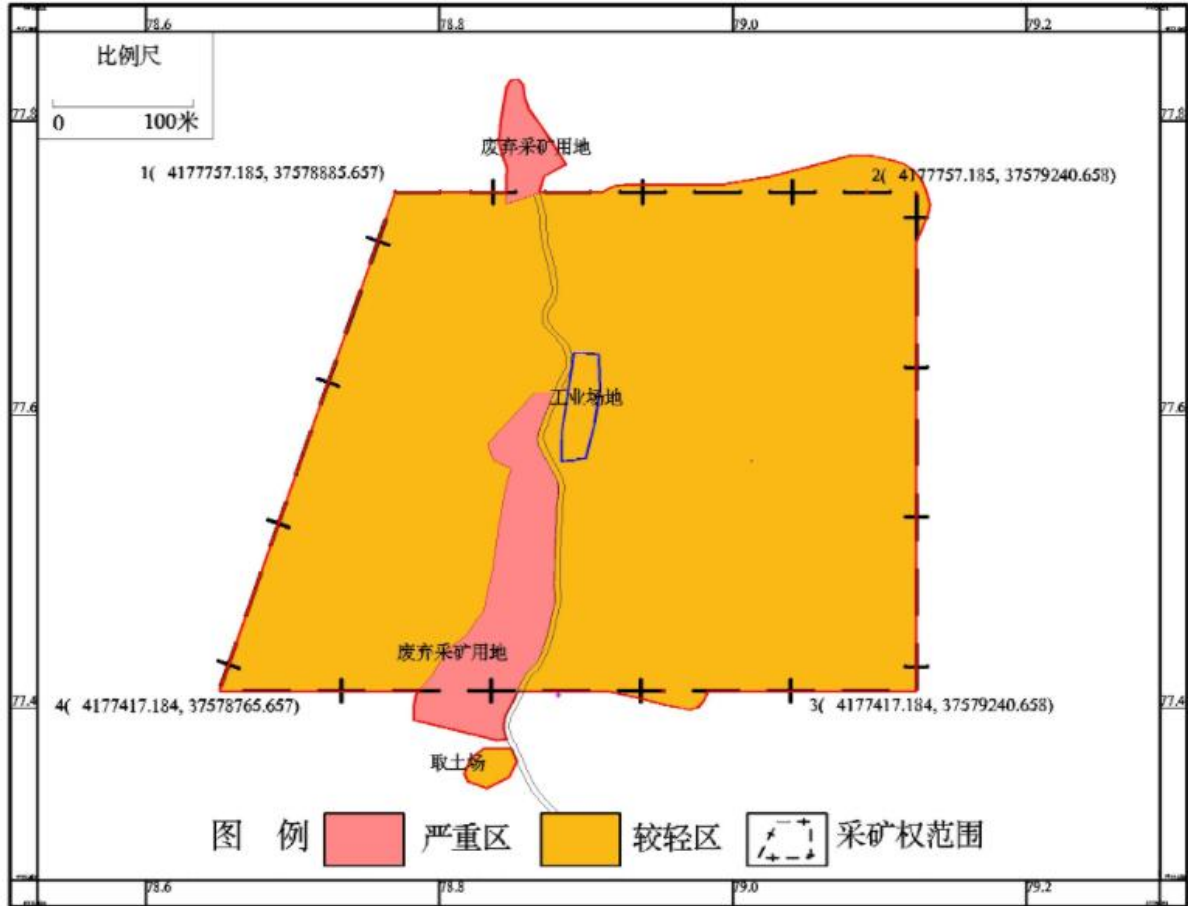 78.6 78.8 79.0 79.2
比例尺
0 100米
77.8 77.8
废弃采矿用地
1( 4177757.185, 37578885.657)
2( 4177757.185, 37579240.658)
工业场地
77.6 77.6
废弃采矿用地
77.4 77.4
4( 4177417.184, 37578765.657)
3( 4177417.184, 37579240.658)
取土场
图 例 严重区 较轻区 采矿权范围
78.6 78.8 79.0 79.2